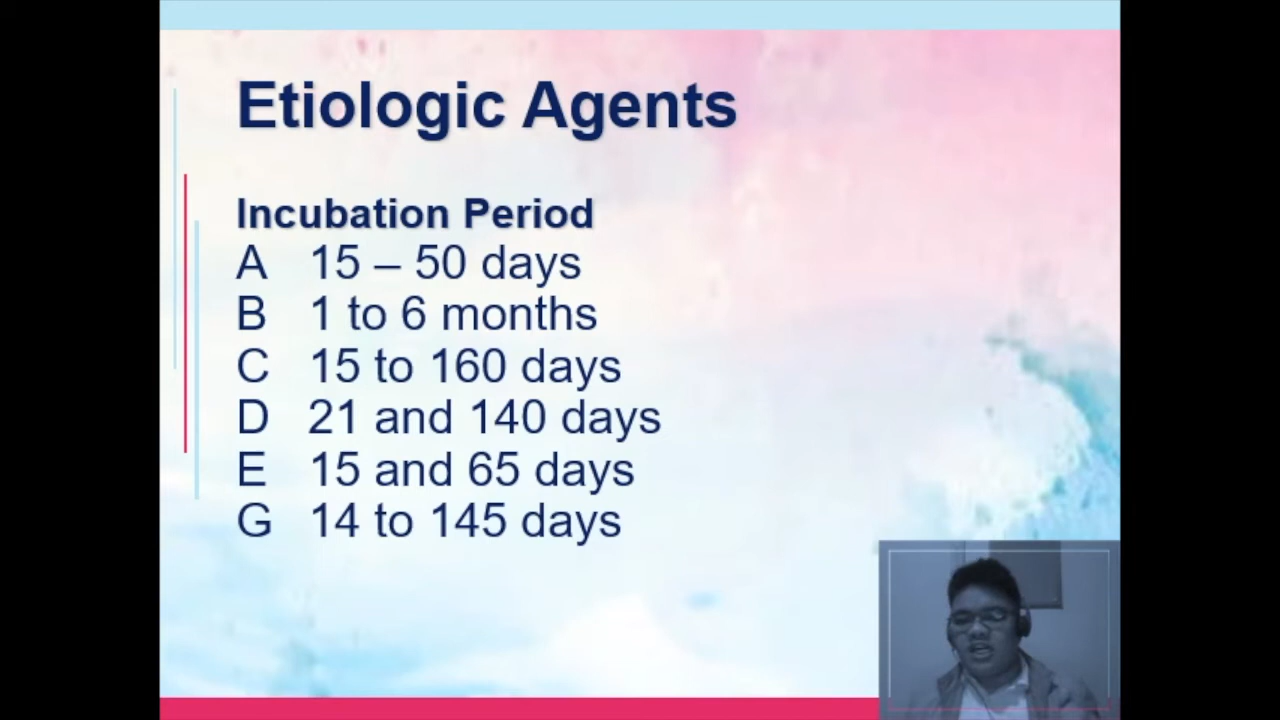 Etiologic Agents
Incubation Period
A 15 – 50 days
B 1 to 6 months
C 15 to 160 days
D 21 and 140 days
E 15 and 65 days
G 14 to 145 days